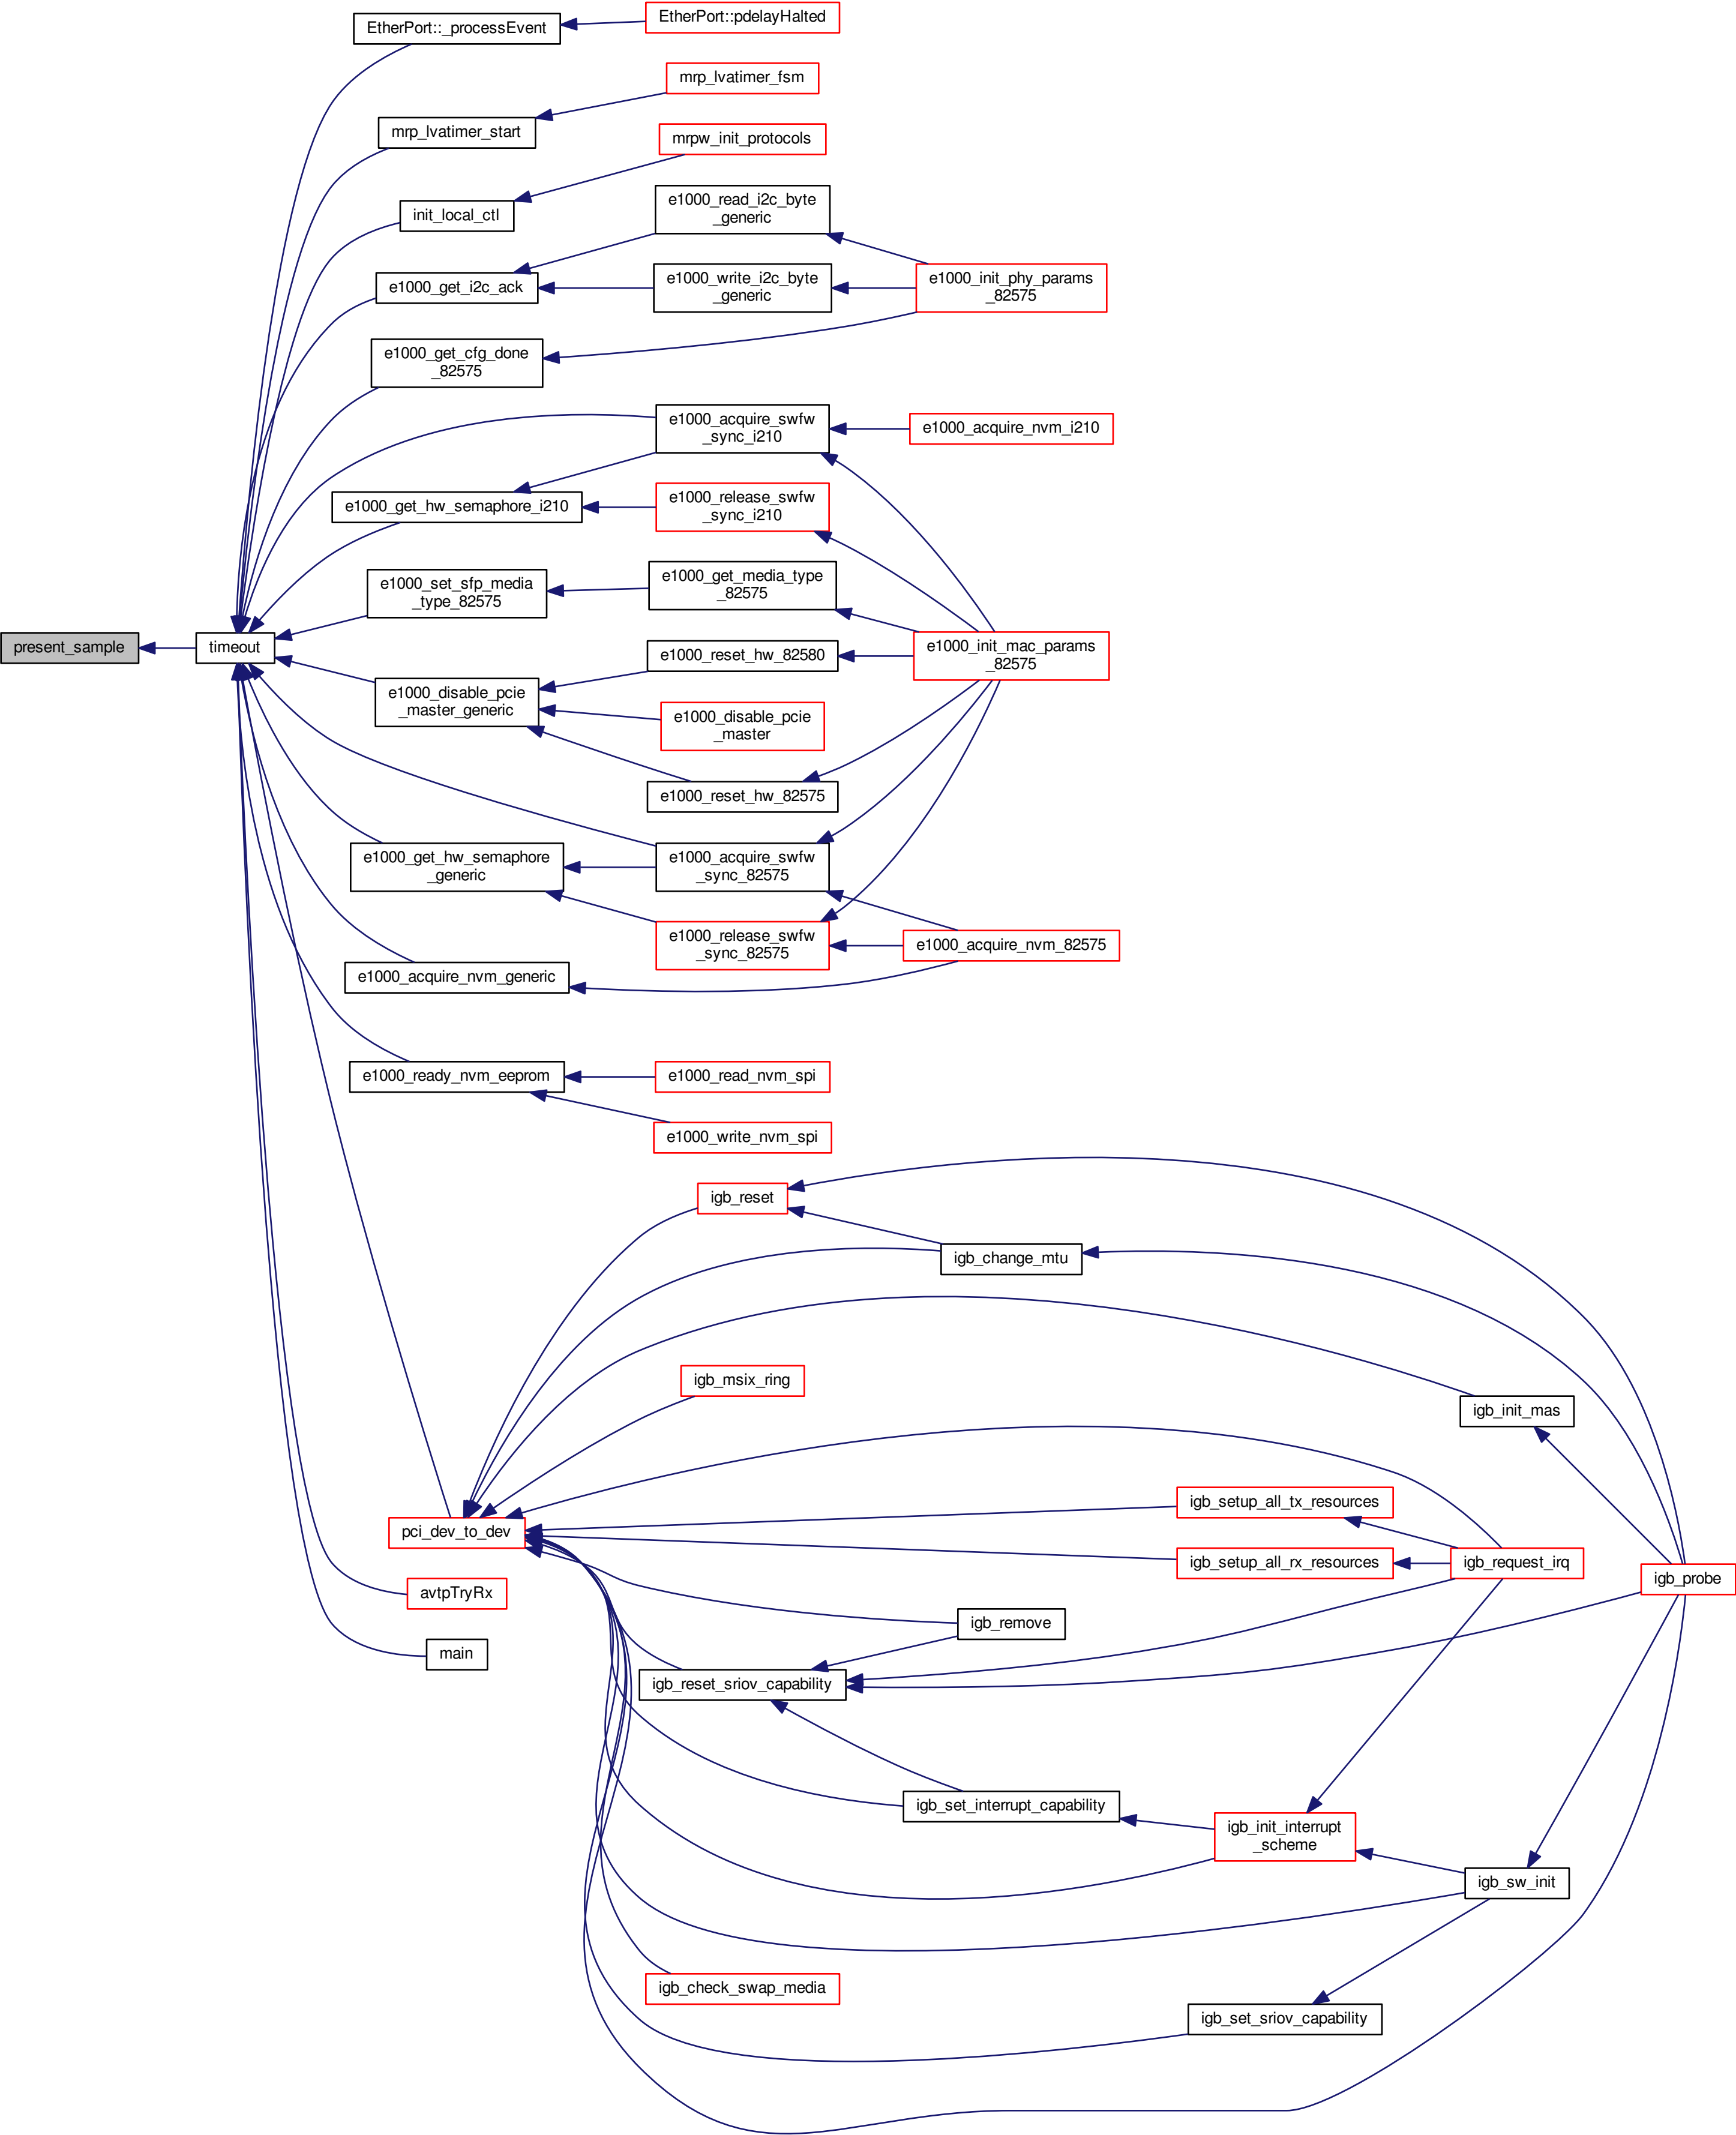 EtherPort::_processEvent
EtherPort::pdelayHalted
mrp_lvatimer_fsm
mrp_lvatimer_start
mrpw_init_protocols
init_local_ctl
e1000_read_i2c_byte
_generic
e1000_get_i2c_ack
e1000_write_i2c_byte
_generic
e1000_init_phy_params
_82575
e1000_get_cfg_done
_82575
e1000_acquire_swfw
_sync_i210
e1000_acquire_nvm_i210
e1000_get_hw_semaphore_i210
e1000_release_swfw
_sync_i210
e1000_set_sfp_media
_type_82575
e1000_get_media_type
_82575
present_sample
timeout
e1000_reset_hw_82580
e1000_init_mac_params
_82575
e1000_disable_pcie
_master_generic
e1000_disable_pcie
_master
e1000_reset_hw_82575
e1000_get_hw_semaphore
_generic
e1000_acquire_swfw
_sync_82575
e1000_release_swfw
_sync_82575
e1000_acquire_nvm_82575
e1000_acquire_nvm_generic
e1000_ready_nvm_eeprom
e1000_read_nvm_spi
e1000_write_nvm_spi
igb_reset
igb_change_mtu
igb_msix_ring
igb_init_mas
igb_setup_all_tx_resources
pci_dev_to_dev
igb_setup_all_rx_resources
igb_request_irq
igb_probe
avtpTryRx
igb_remove
main
igb_reset_sriov_capability
igb_set_interrupt_capability
igb_init_interrupt
_scheme
igb_sw_init
igb_check_swap_media
igb_set_sriov_capability